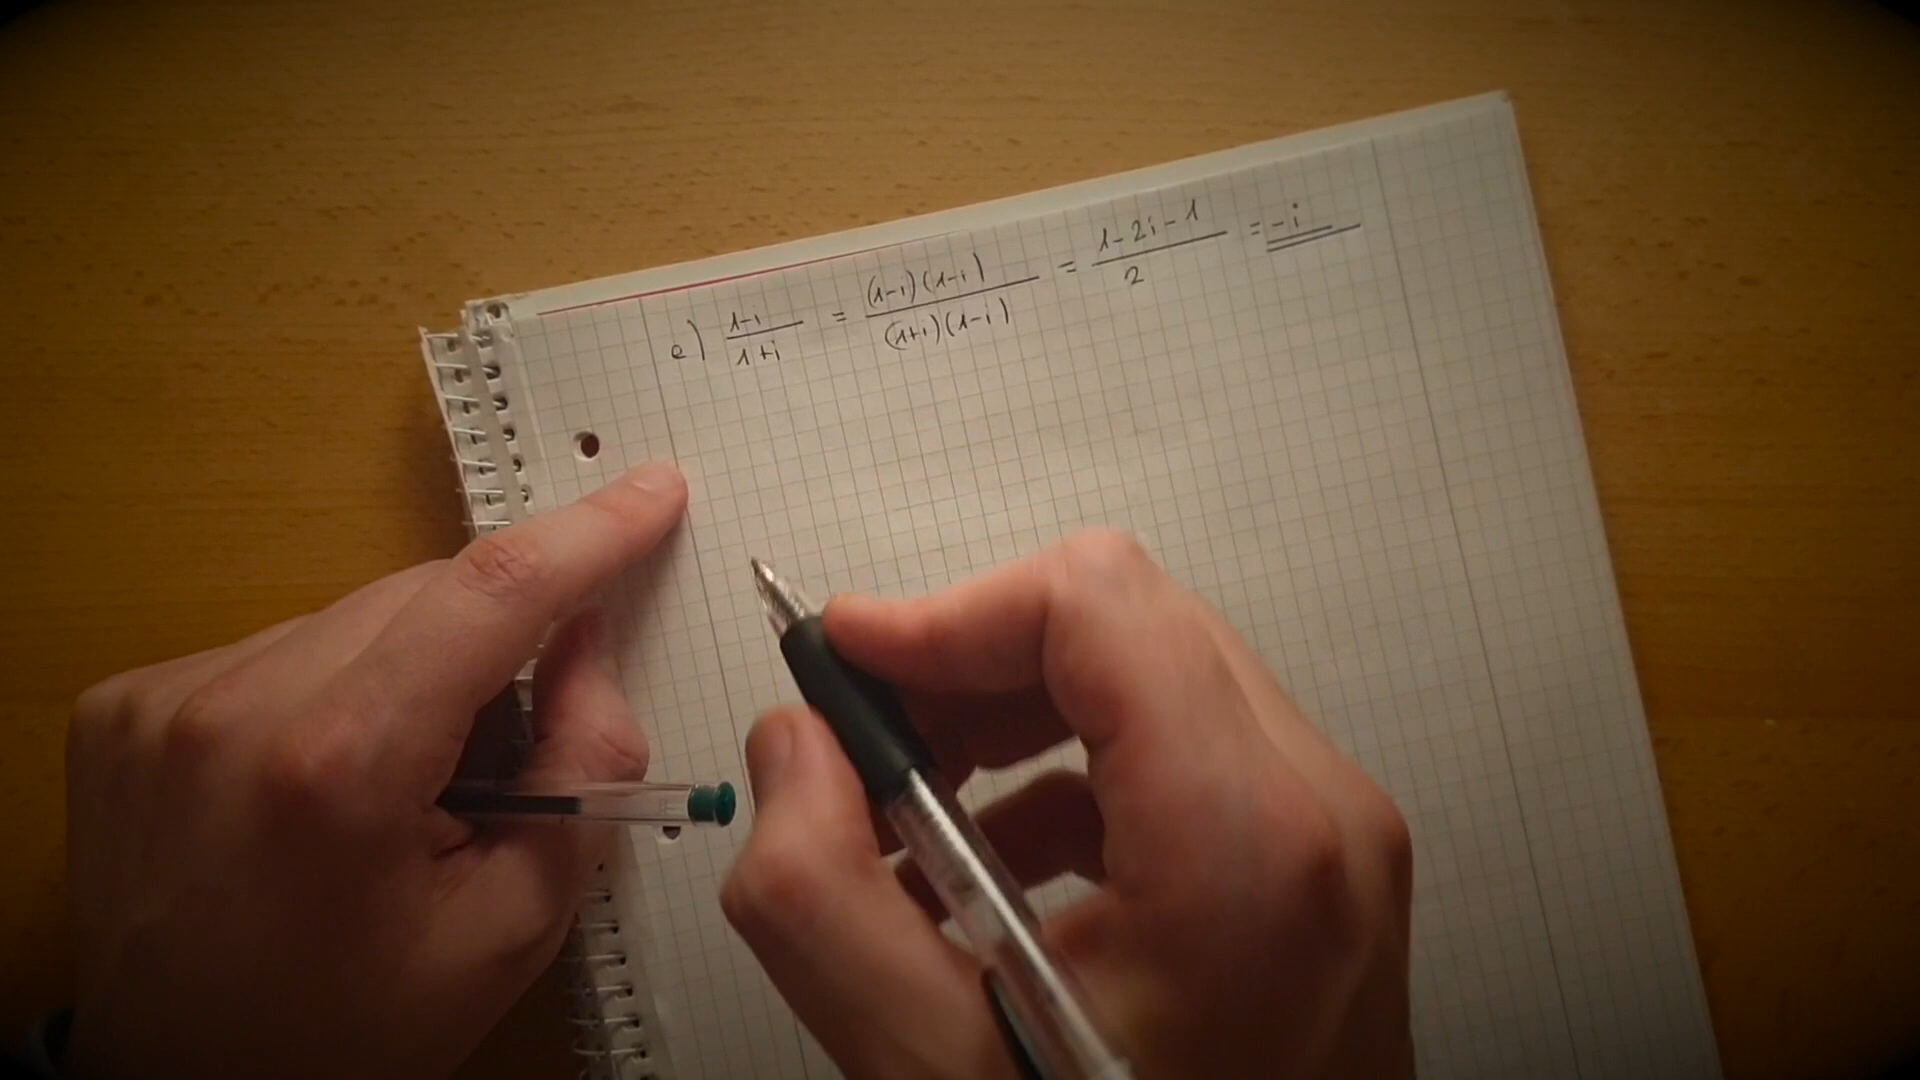 e) (1-i)/(1+i) = ((1-i)(1-i))/((1+i)(1-i)) = (1-2i-1)/2 = -i